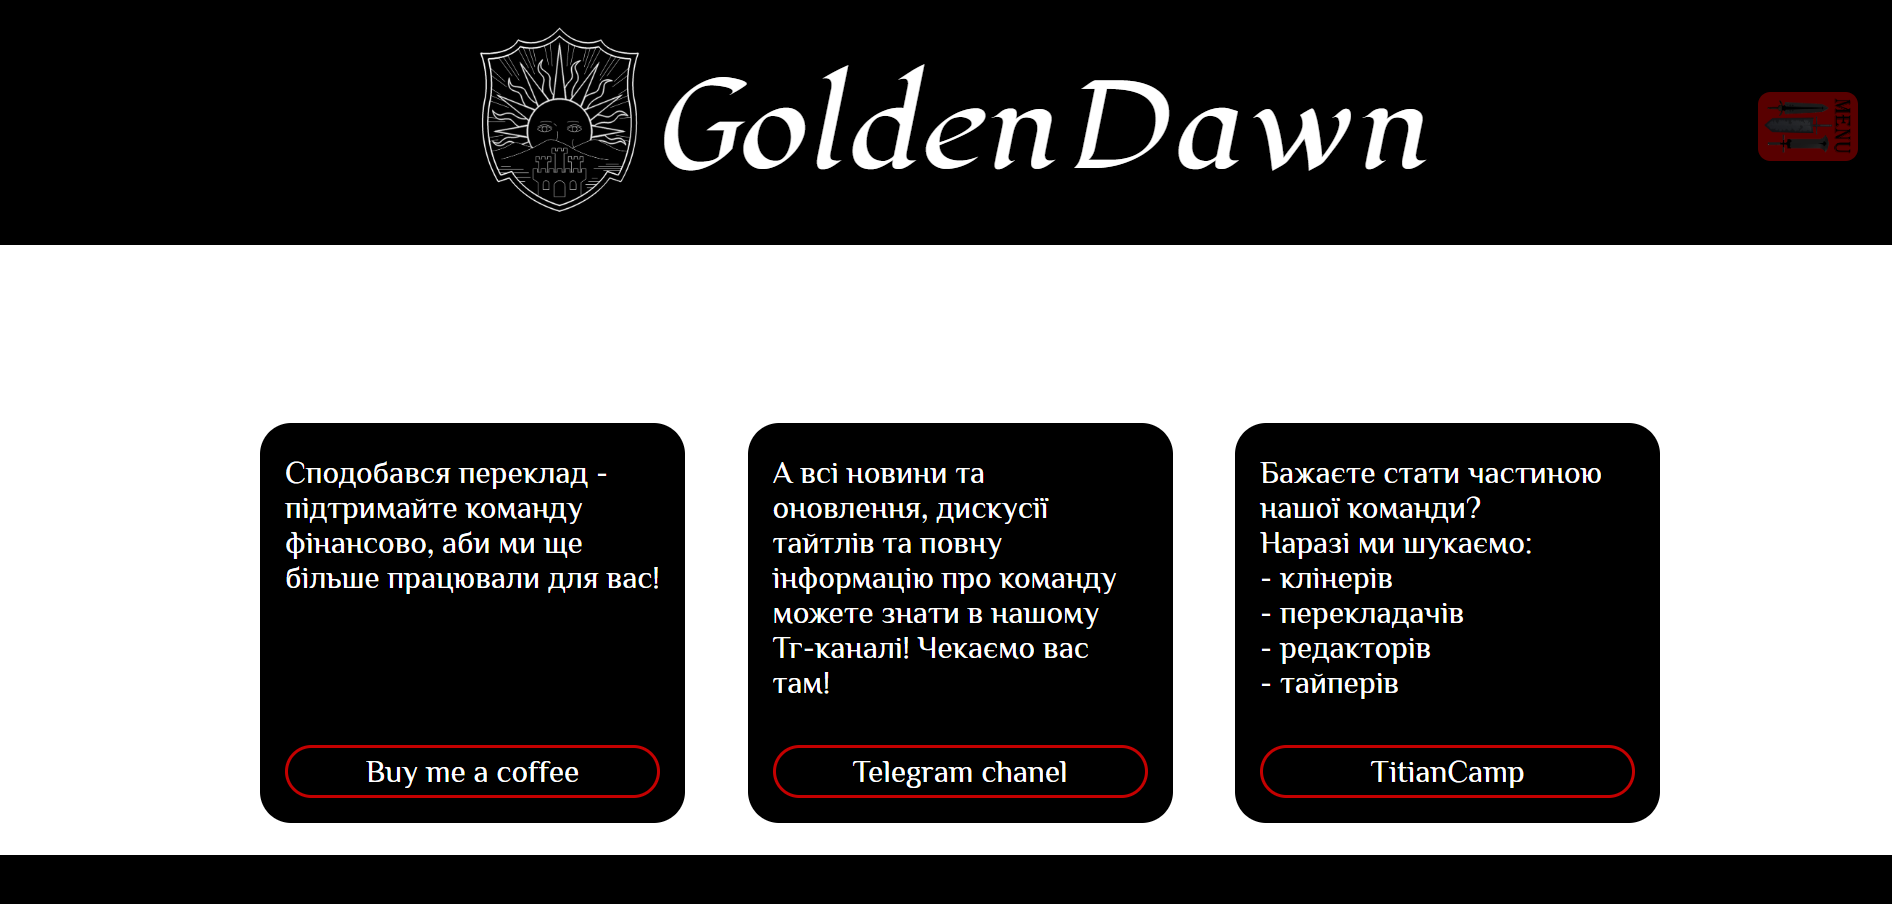 Golden Dawn
MENU
Сподобався переклад -
підтримайте команду
фінансово, аби ми ще
більше працювали для вас!
Buy me a coffee
А всі новини та
оновлення, дискусії
тайтлів та повну
інформацію про команду
можете знати в нашому
Тг-каналі! Чекаємо вас
там!
Telegram chanel
Бажаєте стати частиною
нашої команди?
Наразі ми шукаємо:
- клінерів
- перекладачів
- редакторів
- тайперів
TitianCamp